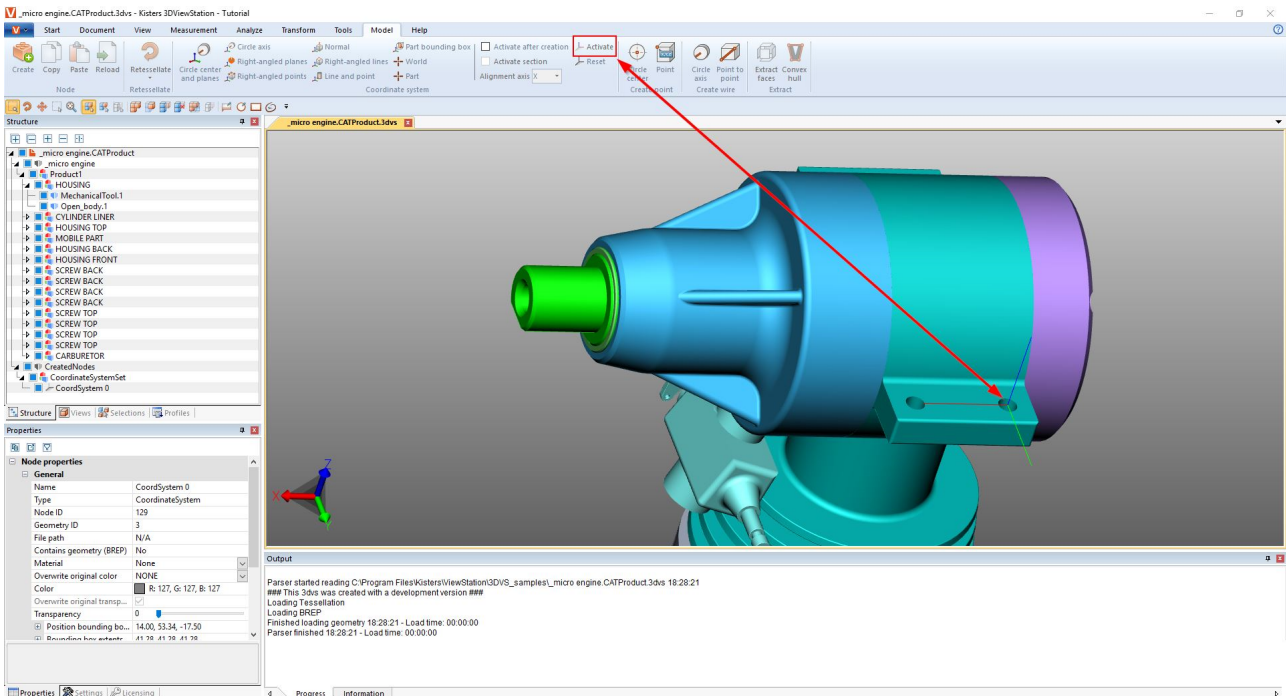 _micro engine.CATProduct.3dvs - Kisters 3DViewStation - Tutorial
Start Document View Measurement Analyze Transform Tools Model Help
Circle axis Normal Part bounding box Activate after creation Activate
Create Copy Paste Reload Retessellate Circle center and planes Right-angled planes Right-angled lines World Activate section Reset Circle center Point Circle axis Point to point Extract faces Convex hull
Right-angled points Line and point Part Alignment axis X
Node Retessellate Coordinate system Create point Create wire Extract
Structure
_micro engine.CATProduct.3dvs
_micro engine.CATProduct
_micro engine
Product1
HOUSING
MechanicalTool.1
Open_body.1
CYLINDER LINER
HOUSING TOP
MOBILE PART
HOUSING BACK
HOUSING FRONT
SCREW BACK
SCREW BACK
SCREW BACK
SCREW BACK
SCREW TOP
SCREW TOP
SCREW TOP
SCREW TOP
CARBURETOR
CreatedNodes
CoordinateSystemSet
CoordSystem 0
Structure Views Selections Profiles
Properties
Node properties
General
Name CoordSystem 0
Type CoordinateSystem
Node ID 129
Geometry ID 3
File path N/A
Contains geometry (BREP) No
Material None
Overwrite original color NONE
Color R: 127, G: 127, B: 127
Overwrite original transp...
Transparency 0
Position bounding bo... 14.00, 53.34, -17.50
Bounding box extents 41.28, 41.28, 41.28
Properties Settings Licensing
X Z Y
Output
Parser started reading C:\Program Files\Kisters\ViewStation\3DVS_samples\_micro engine.CATProduct.3dvs 18:28:21
### This 3dvs was created with a development version ###
Loading Tessellation
Loading BREP
Finished loading geometry 18:28:21 - Load time: 00:00:00
Parser finished 18:28:21 - Load time: 00:00:00
Progress Information